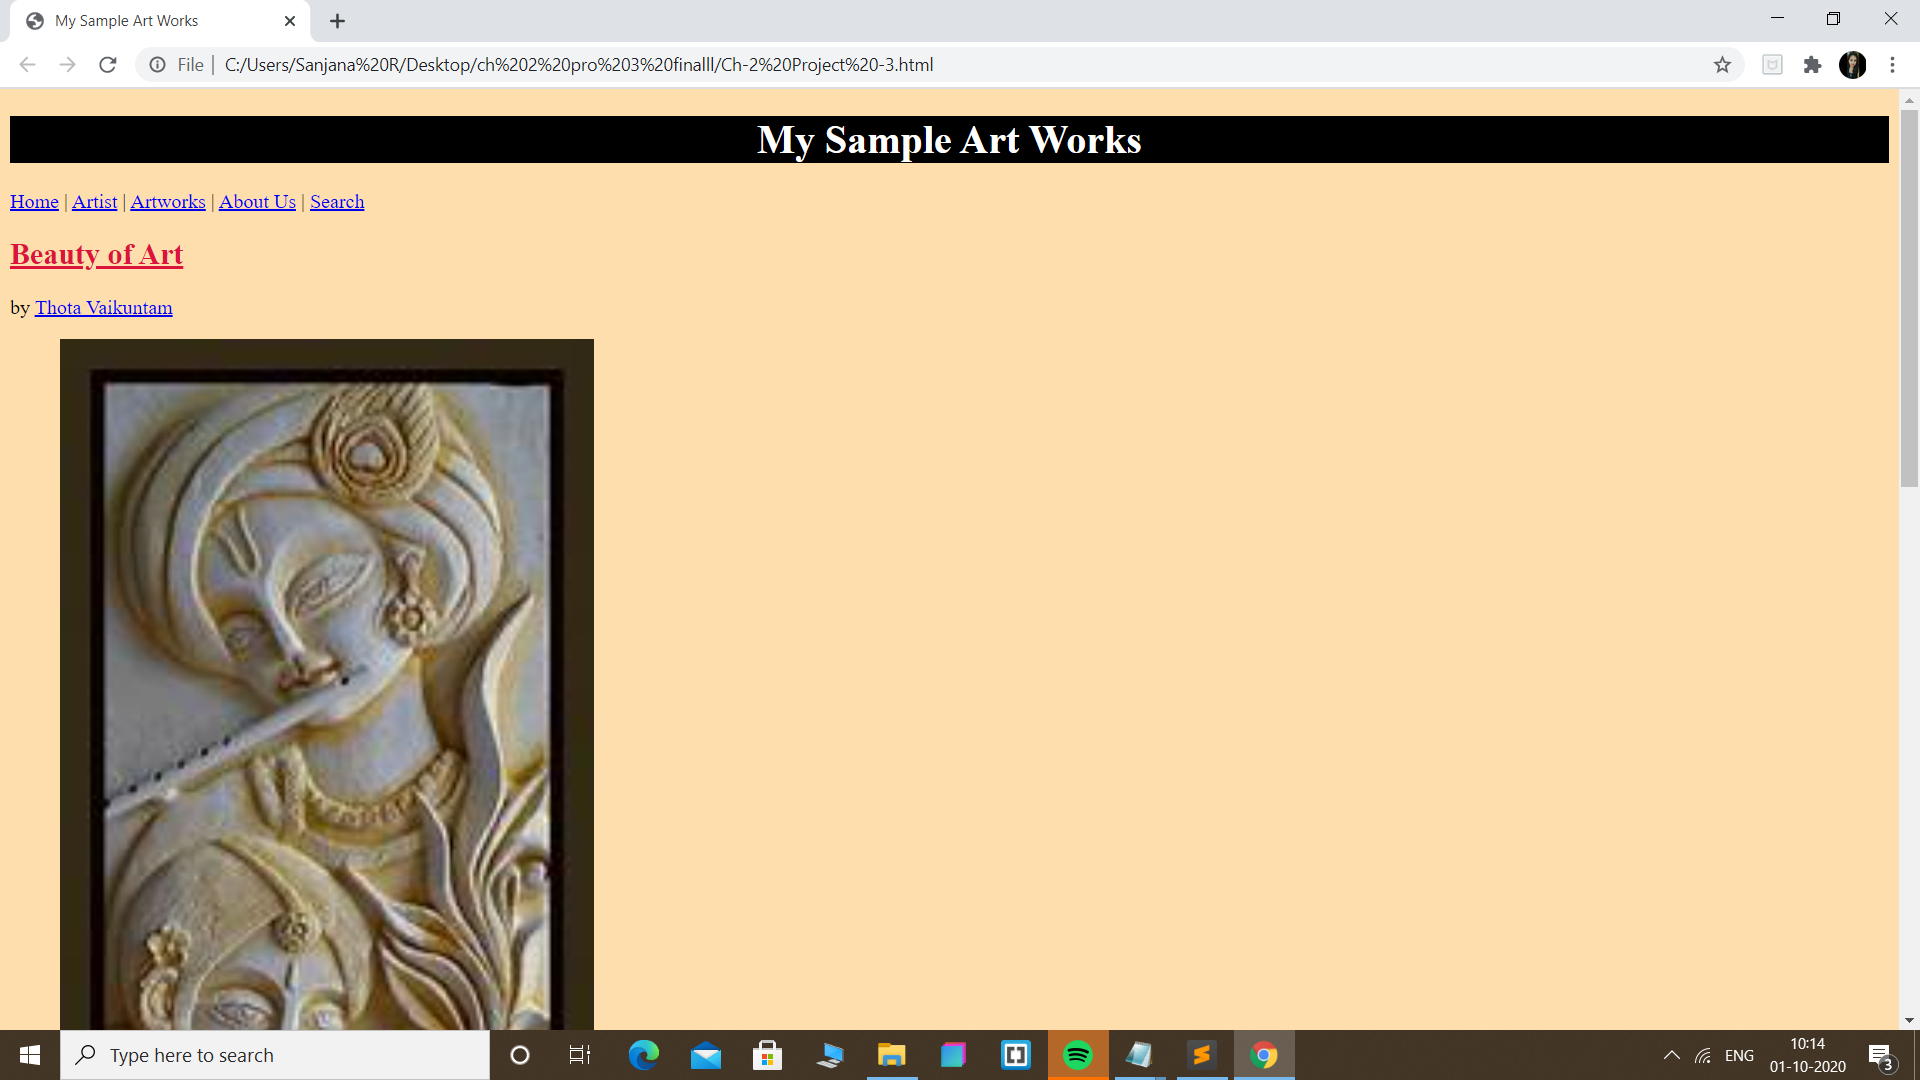 My Sample Art Works
File | C:/Users/Sanjana%20R/Desktop/ch%202%20pro%203%20finalll/Ch-2%20Project%20-3.html
My Sample Art Works
Home | Artist | Artworks | About Us | Search
Beauty of Art
by Thota Vaikuntam
Type here to search
ENG
10:14
01-10-2020
3